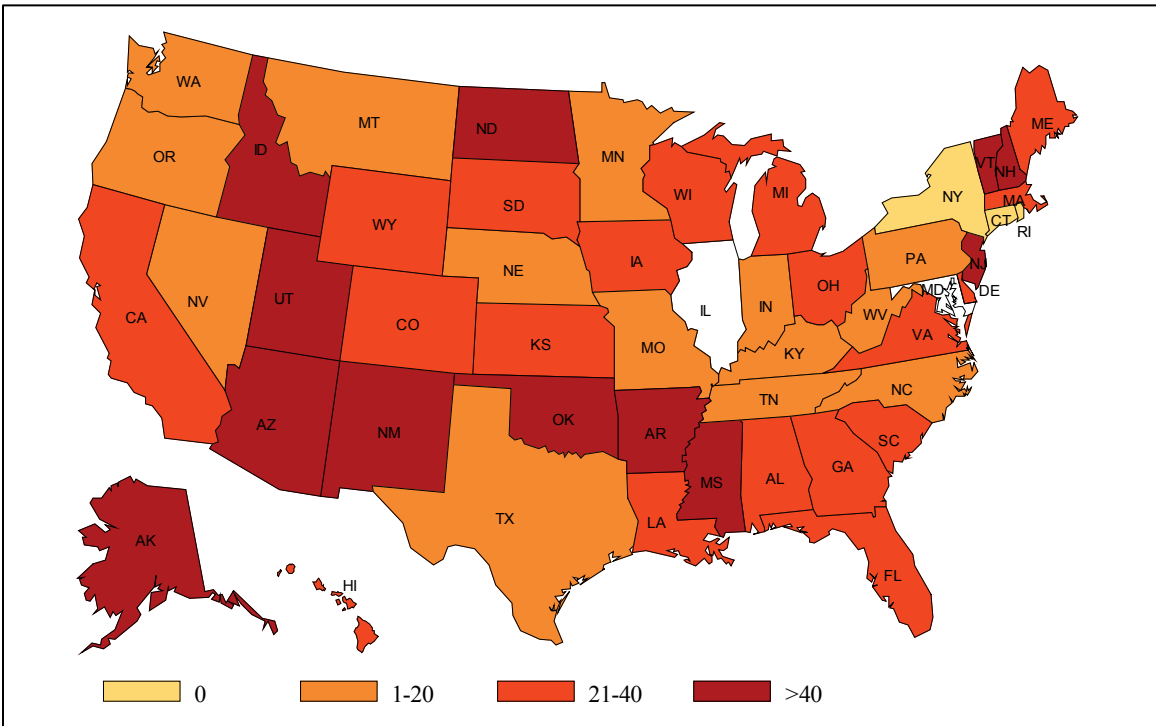 WA
MT
ND
MN
ME
OR
ID
VT
NH
WI
MI
NY
MA
SD
CT
RI
WY
IA
PA
NJ
NE
OH
MD
DE
NV
UT
IL
IN
WV
CA
CO
VA
KS
MO
KY
NC
TN
AZ
NM
OK
AR
SC
GA
MS
AL
TX
LA
AK
FL
HI
0 1-20 21-40 >40